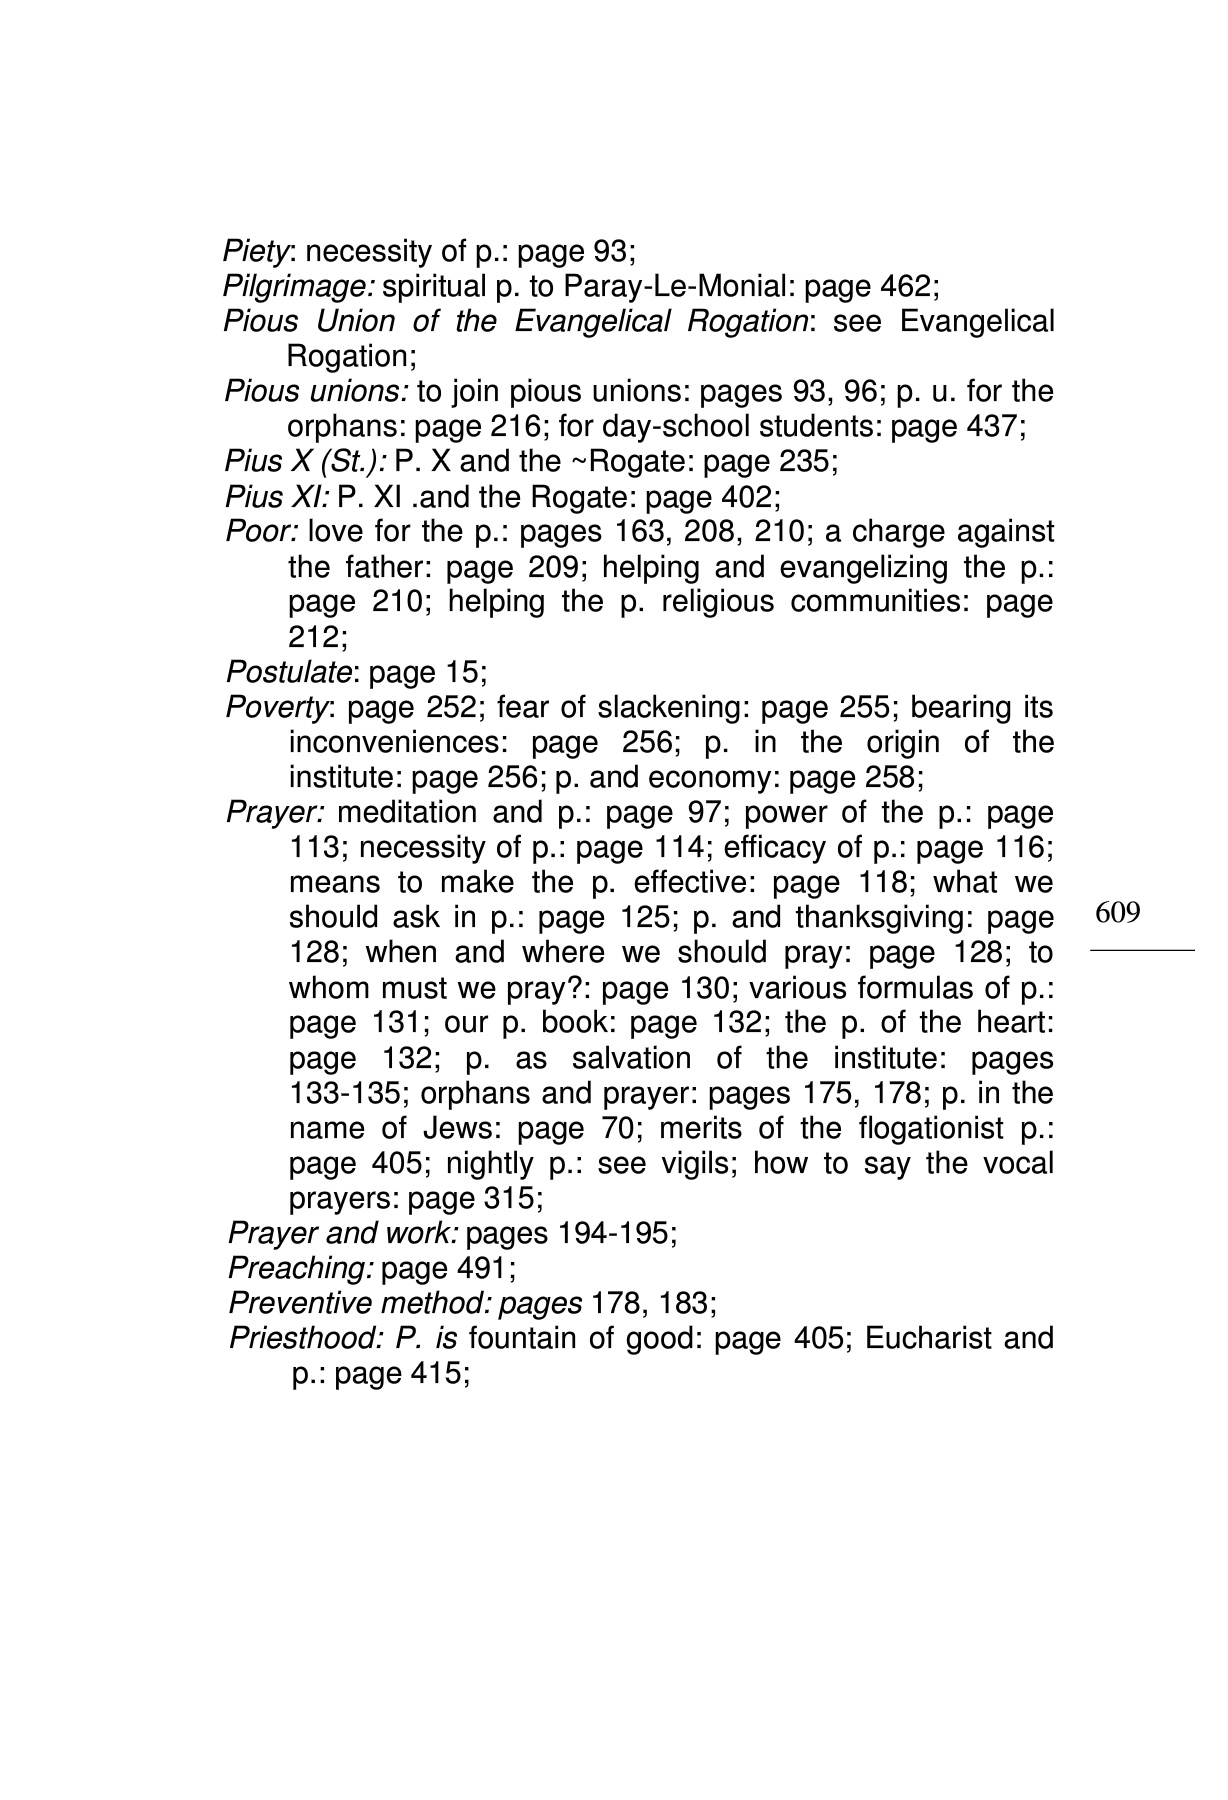 Piety: necessity of p.: page 93;
Pilgrimage: spiritual p. to Paray-Le-Monial: page 462;
Pious Union of the Evangelical Rogation: see Evangelical
Rogation;
Pious unions: to join pious unions: pages 93, 96; p. u. for the
orphans: page 216; for day-school students: page 437;
Pius X (St.): P. X and the ~Rogate: page 235;
Pius XI: P. XI .and the Rogate: page 402;
Poor: love for the p.: pages 163, 208, 210; a charge against
the father: page 209; helping and evangelizing the p.:
page 210; helping the p. religious communities: page
212;
Postulate: page 15;
Poverty: page 252; fear of slackening: page 255; bearing its
inconveniences: page 256; p. in the origin of the
institute: page 256; p. and economy: page 258;
Prayer: meditation and p.: page 97; power of the p.: page
113; necessity of p.: page 114; efficacy of p.: page 116;
means to make the p. effective: page 118; what we
should ask in p.: page 125; p. and thanksgiving: page
128; when and where we should pray: page 128; to
whom must we pray?: page 130; various formulas of p.:
page 131; our p. book: page 132; the p. of the heart:
page 132; p. as salvation of the institute: pages
133-135; orphans and prayer: pages 175, 178; p. in the
name of Jews: page 70; merits of the flogationist p.:
page 405; nightly p.: see vigils; how to say the vocal
prayers: page 315;
Prayer and work: pages 194-195;
Preaching: page 491;
Preventive method: pages 178, 183;
Priesthood: P. is fountain of good: page 405; Eucharist and
p.: page 415;
609